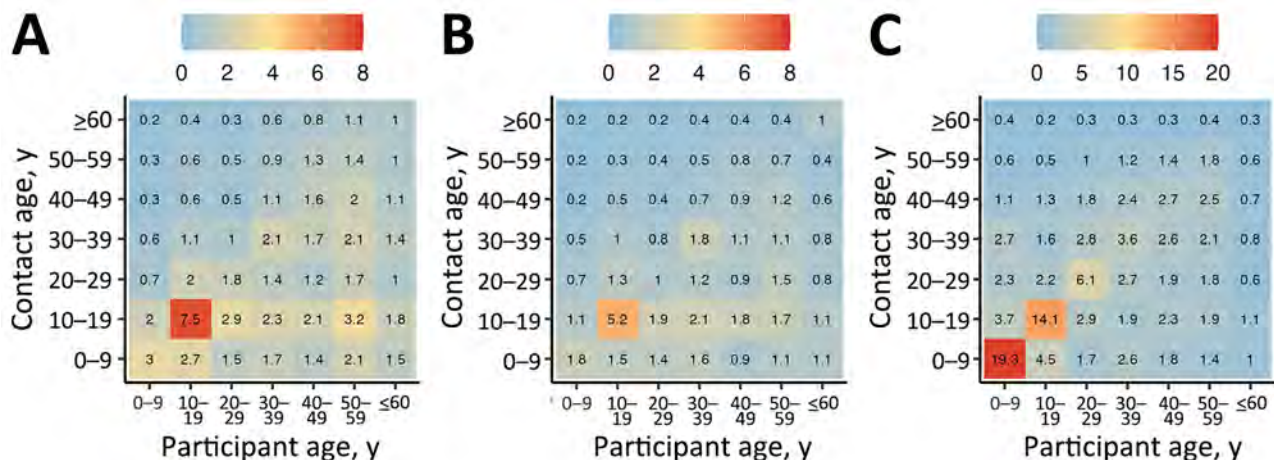 A
0 2 4 6 8
Contact age, y
≥60 0.2 0.4 0.3 0.6 0.8 1.1 1
50–59 0.3 0.6 0.5 0.9 1.3 1.4 1
40–49 0.3 0.6 0.5 1.1 1.6 2 1.1
30–39 0.6 1.1 1 2.1 1.7 2.1 1.4
20–29 0.7 2 1.8 1.4 1.2 1.7 1
10–19 2 7.5 2.9 2.3 2.1 3.2 1.8
0–9 3 2.7 1.5 1.7 1.4 2.1 1.5
0–9 10– 20– 30– 40– 50– ≤60
19 29 39 49 59
Participant age, y
B
0 2 4 6 8
Contact age, y
≥60 0.2 0.2 0.2 0.4 0.4 0.4 1
50–59 0.2 0.3 0.4 0.5 0.8 0.7 0.4
40–49 0.2 0.5 0.4 0.7 0.9 1.2 0.6
30–39 0.5 1 0.8 1.8 1.1 1.1 0.8
20–29 0.7 1.3 1 1.2 0.9 1.5 0.8
10–19 1.1 5.2 1.9 2.1 1.8 1.7 1.1
0–9 1.8 1.5 1.4 1.6 0.9 1.1 1.1
0–9 10– 20– 30– 40– 50– ≤60
19 29 39 49 59
Participant age, y
C
0 5 10 15 20
Contact age, y
≥60 0.4 0.2 0.3 0.3 0.3 0.4 0.3
50–59 0.6 0.5 1 1.2 1.4 1.8 0.6
40–49 1.1 1.3 1.8 2.4 2.7 2.5 0.7
30–39 2.7 1.6 2.8 3.6 2.6 2.1 0.8
20–29 2.3 2.2 6.1 2.7 1.9 1.8 0.6
10–19 3.7 14.1 2.9 1.9 2.3 1.9 1.1
0–9 19.3 4.5 1.7 2.6 1.8 1.4 1
0–9 10– 20– 30– 40– 50– ≤60
19 29 39 49 59
Participant age, y